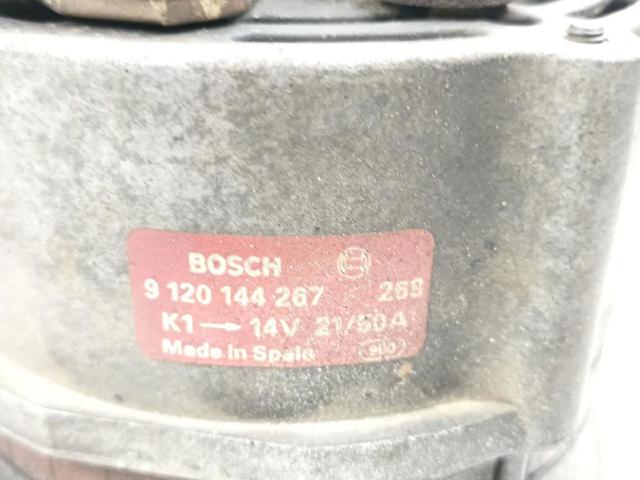 BOSCH
9 120 144 267 268
K1→ 14V 21/50A
Made in Spain